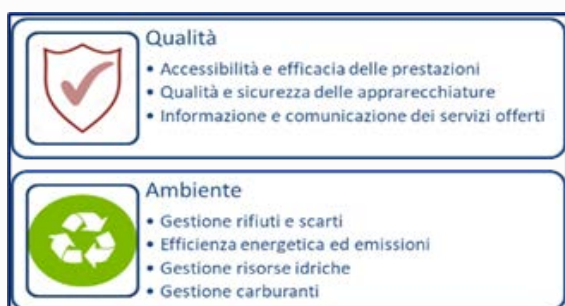 Qualità
• Accessibilità e efficacia delle prestazioni
• Qualità e sicurezza delle apprarecchiature
• Informazione e comunicazione dei servizi offerti
Ambiente
• Gestione rifiuti e scarti
• Efficienza energetica ed emissioni
• Gestione risorse idriche
• Gestione carburanti